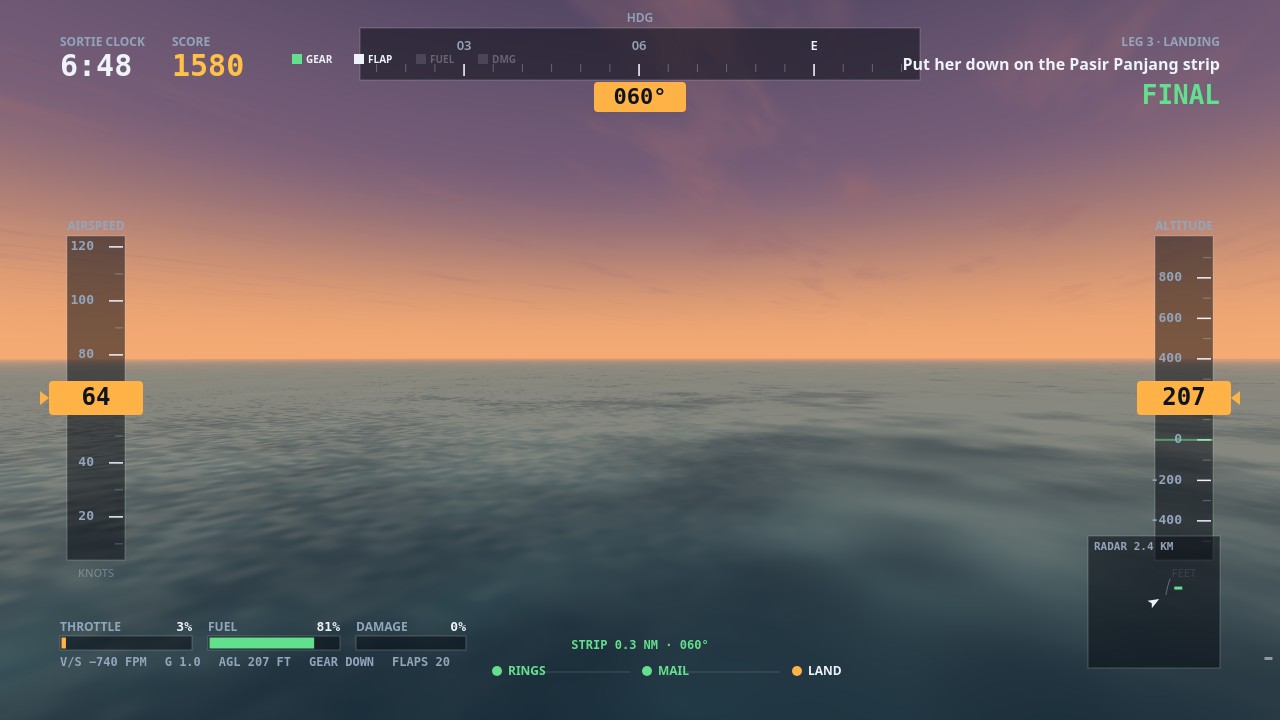 HDG
SORTIE CLOCK
6:48
SCORE
1580
GEAR
FLAP
FUEL
DMG
03
06
E
060°
LEG 3 · LANDING
Put her down on the Pasir Panjang strip
FINAL
AIRSPEED
120
100
80
64
40
20
KNOTS
ALTITUDE
800
600
400
207
0
-200
-400
FEET
RADAR 2.4 KM
THROTTLE 3%
FUEL 81%
DAMAGE 0%
V/S −740 FPM G 1.0 AGL 207 FT GEAR DOWN FLAPS 20
STRIP 0.3 NM · 060°
RINGS
MAIL
LAND